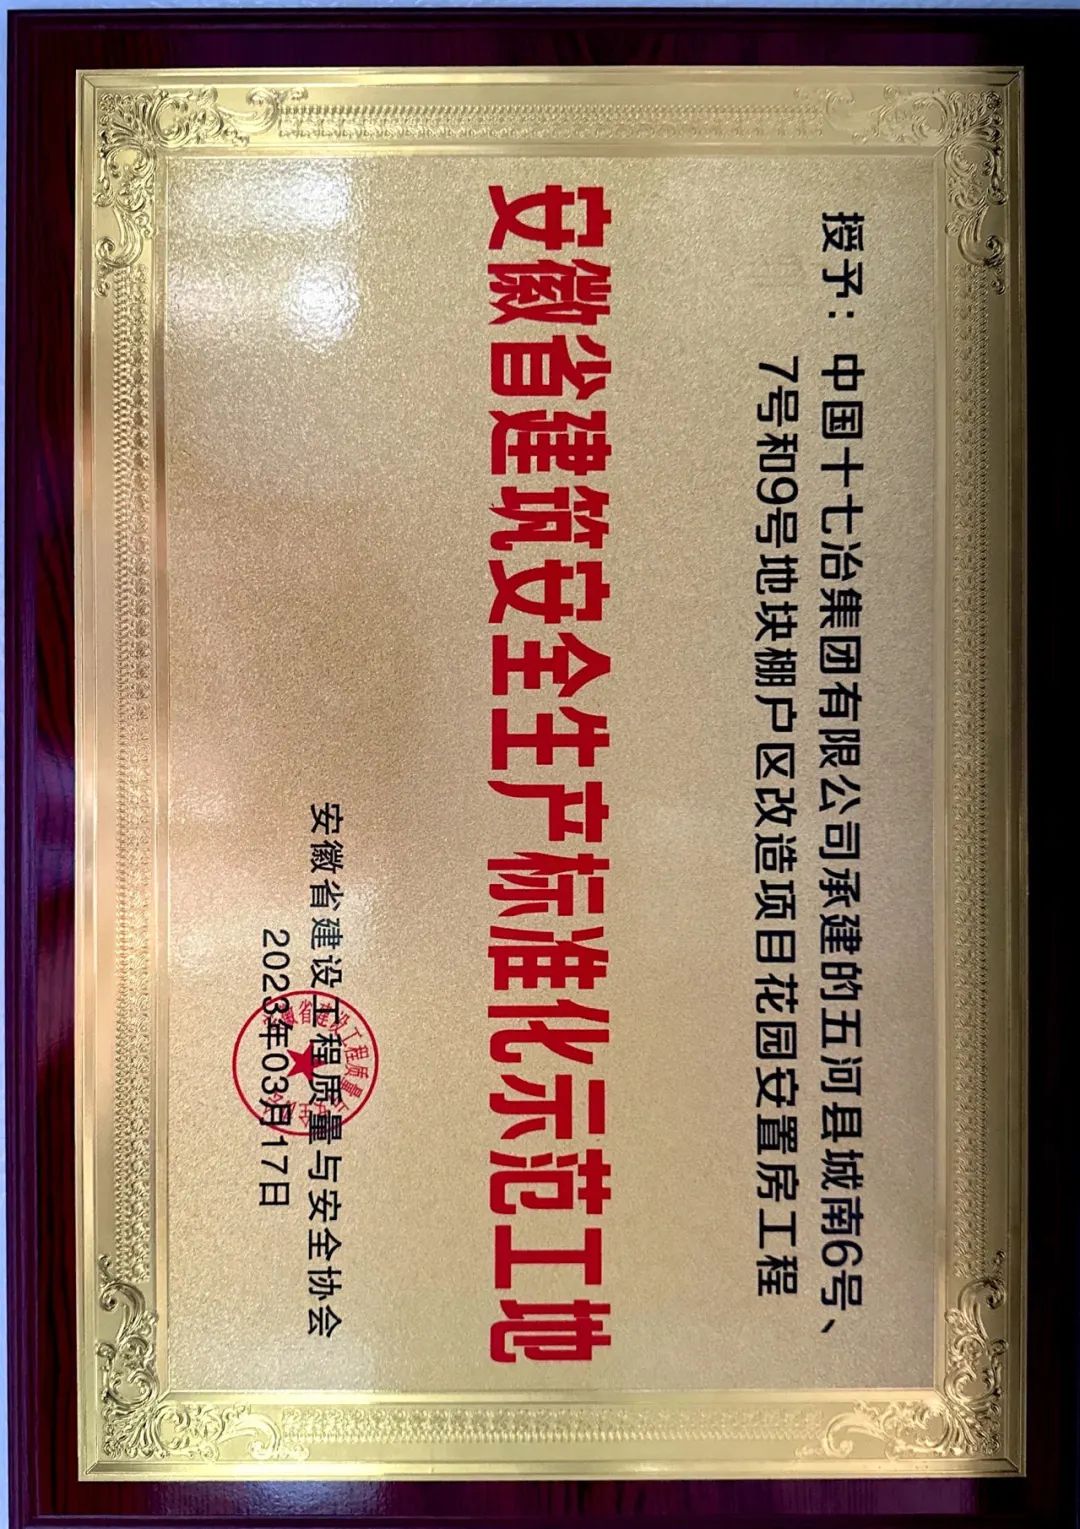 授予：中国十七冶集团有限公司承建的五河县城南6号、
7号和9号地块棚户区改造项目花园安置房工程
安徽省建筑安全生产标准化示范工地
安徽省建设工程质量与安全协会
2023年03月17日